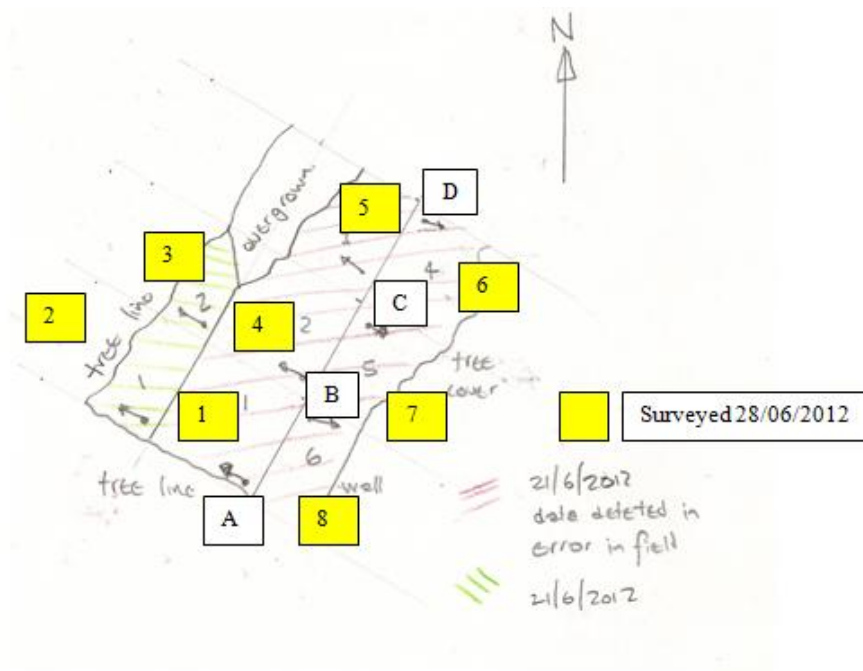 N
D
5
overgrown
3
2
4
6
C
2
tree line
4
2
5
tree
cover
B
1
1
1
7
Surveyed 28/06/2012
6
tree line
wall
A
8
21/6/2012
data deleted in
error in field
21/6/2012